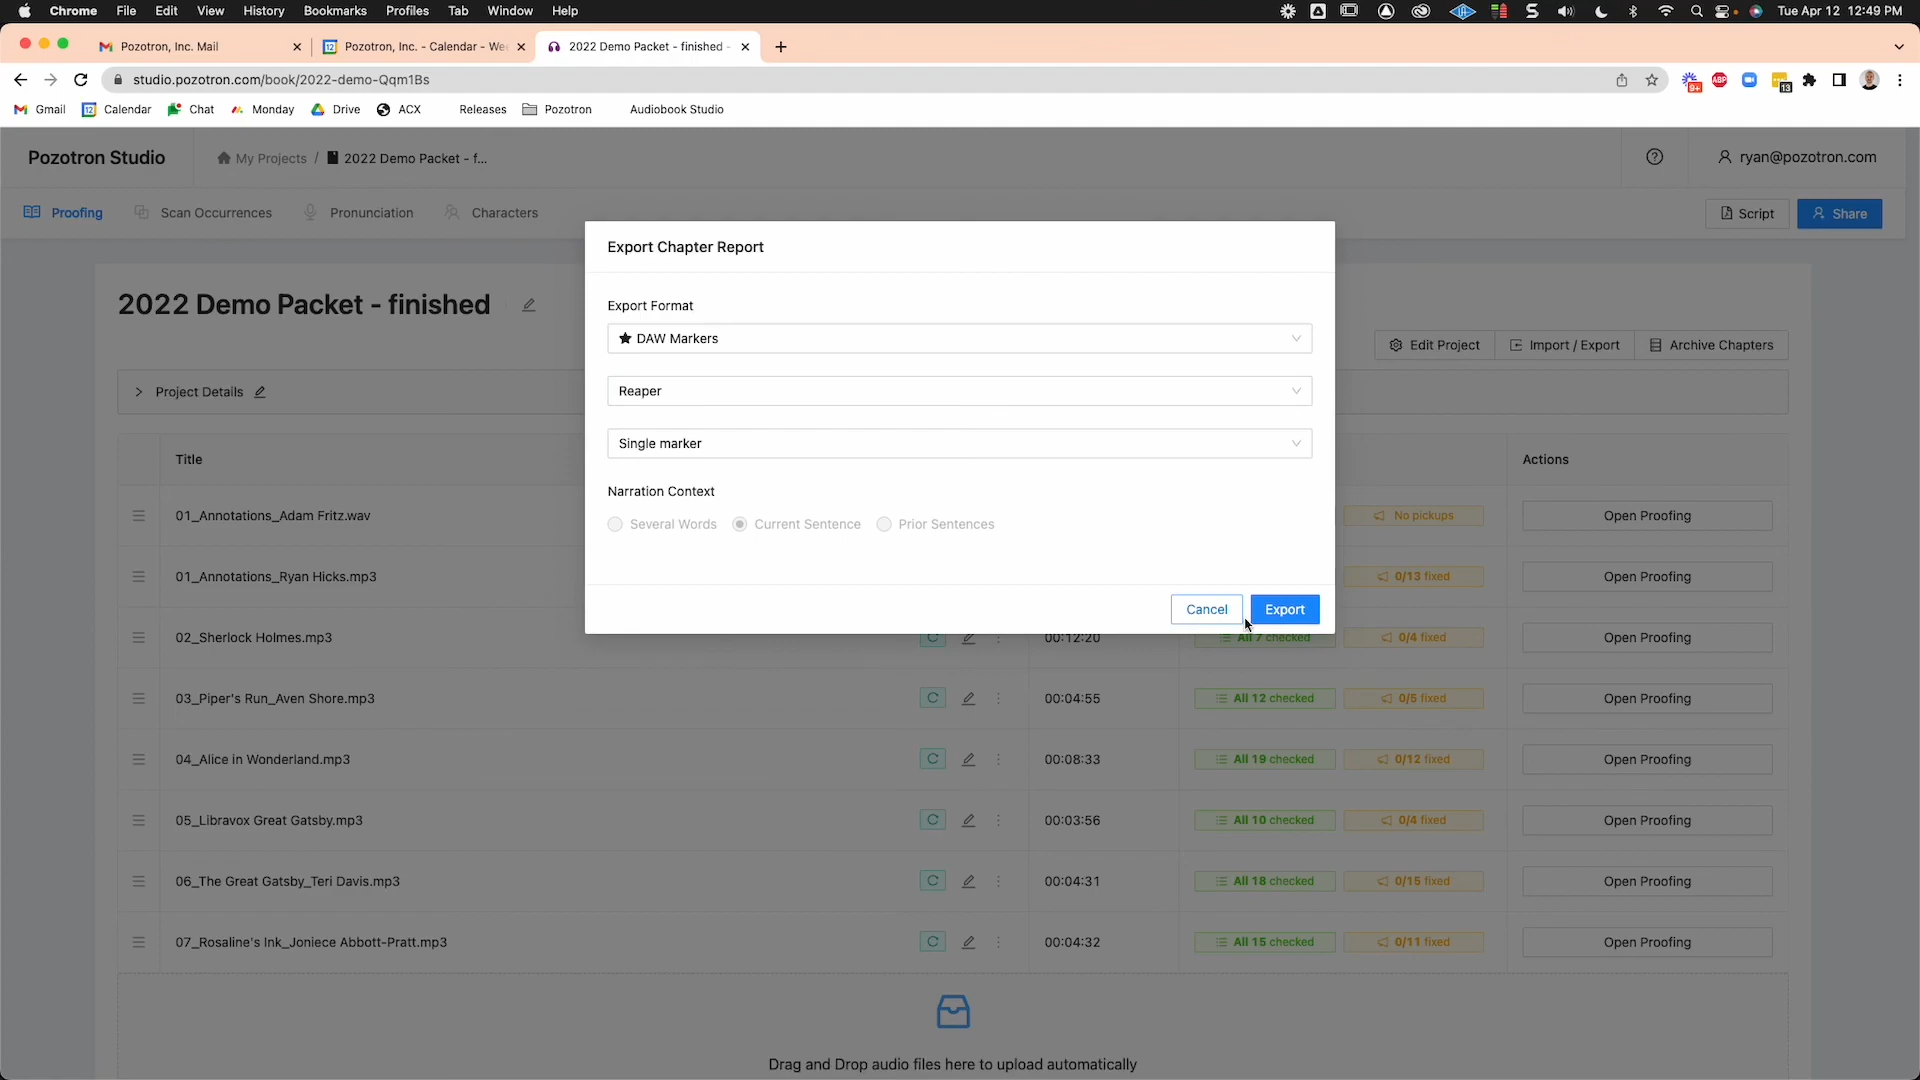 Chrome File Edit View History Bookmarks Profiles Tab Window Help Tue Apr 12 12:49 PM
Pozotron, Inc. Mail Pozotron, Inc. - Calendar - We 2022 Demo Packet - finished -
studio.pozotron.com/book/2022-demo-Qqm1Bs 9+ ABP 13
Gmail 12 Calendar Chat Monday Drive ACX Releases Pozotron Audiobook Studio
Pozotron Studio My Projects / 2022 Demo Packet - f... ryan@pozotron.com
Proofing Scan Occurrences Pronunciation Characters Script Share
Export Chapter Report
2022 Demo Packet - finished
Export Format
DAW Markers
Edit Project Import / Export Archive Chapters
Project Details
Reaper
Single marker
Title Actions
Narration Context
Several Words Current Sentence Prior Sentences
01_Annotations_Adam Fritz.wav No pickups Open Proofing
01_Annotations_Ryan Hicks.mp3 0/13 fixed Open Proofing
Cancel Export
02_Sherlock Holmes.mp3 00:12:20 All 7 checked 0/4 fixed Open Proofing
03_Piper's Run_Aven Shore.mp3 00:04:55 All 12 checked 0/5 fixed Open Proofing
04_Alice in Wonderland.mp3 00:08:33 All 19 checked 0/12 fixed Open Proofing
05_Libravox Great Gatsby.mp3 00:03:56 All 10 checked 0/4 fixed Open Proofing
06_The Great Gatsby_Teri Davis.mp3 00:04:31 All 18 checked 0/15 fixed Open Proofing
07_Rosaline's Ink_Joniece Abbott-Pratt.mp3 00:04:32 All 15 checked 0/11 fixed Open Proofing
Drag and Drop audio files here to upload automatically